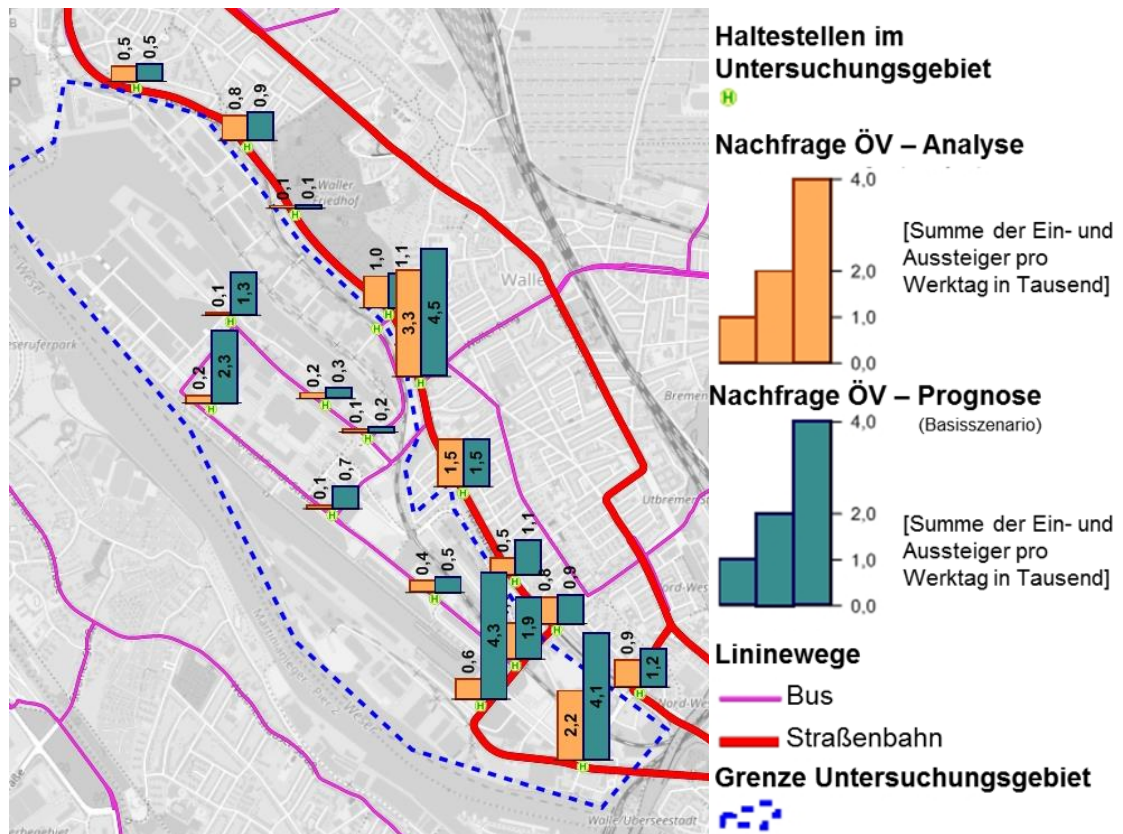 0,5
0,5
0,8
0,9
0,1
0,1
Waller
Friedhof
1,0
1,1
3,3
4,5
Walle
0,1
1,3
0,2
2,3
0,2
0,3
0,1
0,2
0,1
0,7
1,5
1,5
0,4
0,5
0,5
1,1
0,8
0,9
0,6
4,3
1,9
2,2
4,1
0,9
1,2
Walle/Überseestadt
P
Haltestellen im
Untersuchungsgebiet
H
Nachfrage ÖV – Analyse
4,0
2,0
1,0
0,0
[Summe der Ein- und
Aussteiger pro
Werktag in Tausend]
Nachfrage ÖV – Prognose
(Basisszenario)
4,0
2,0
1,0
0,0
[Summe der Ein- und
Aussteiger pro
Werktag in Tausend]
Lininewege
Bus
Straßenbahn
Grenze Untersuchungsgebiet